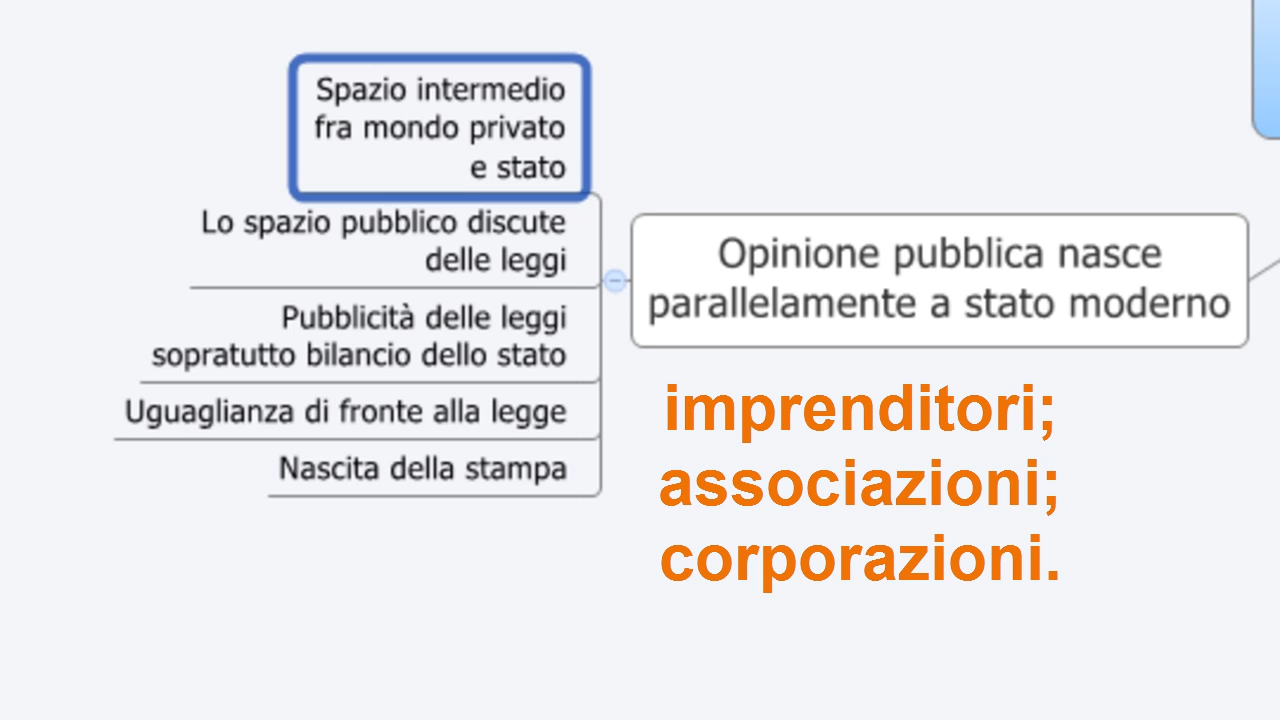 Spazio intermedio
fra mondo privato
e stato
Lo spazio pubblico discute
delle leggi
Pubblicità delle leggi
sopratutto bilancio dello stato
Uguaglianza di fronte alla legge
Nascita della stampa
Opinione pubblica nasce
parallelamente a stato moderno
imprenditori;
associazioni;
corporazioni.